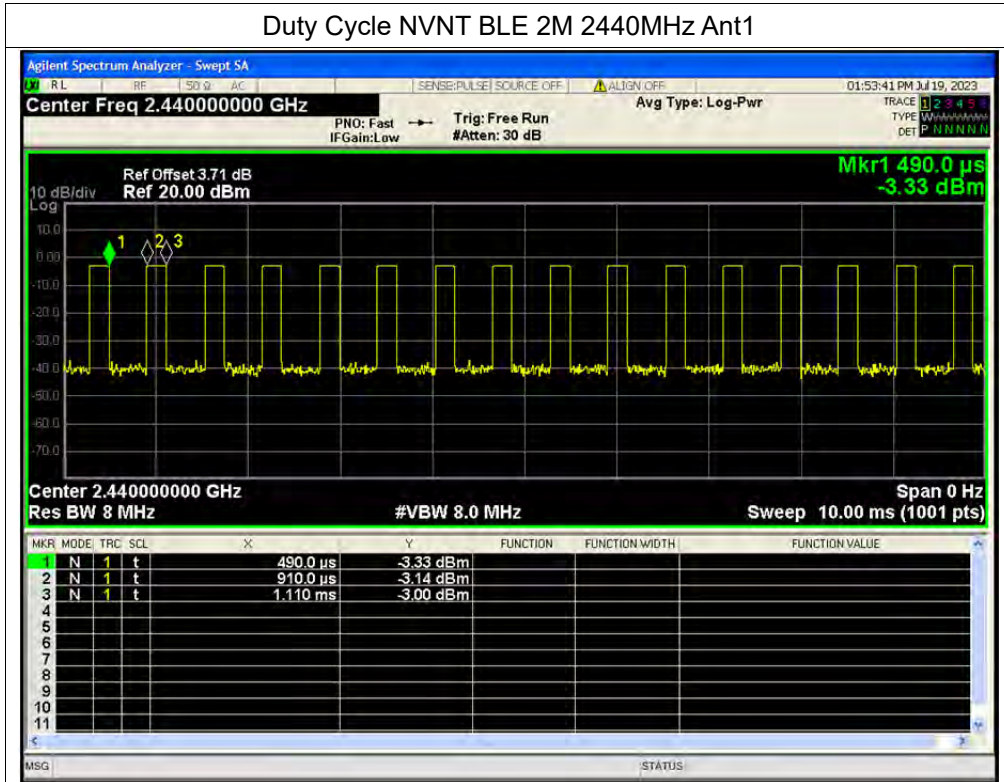 Duty Cycle NVNT BLE 2M 2440MHz Ant1
Agilent Spectrum Analyzer - Swept SA
RL RF 50 Ω AC SENSE:PULSE SOURCE OFF ALIGN OFF 01:53:41 PM Jul 19, 2023
Center Freq 2.440000000 GHz Avg Type: Log-Pwr TRACE 1 2 3 4 5 6
PNO: Fast Trig: Free Run TYPE W
IFGain:Low #Atten: 30 dB DET P N N N N N
Mkr1 490.0 µs
Ref Offset 3.71 dB
10 dB/div Ref 20.00 dBm -3.33 dBm
Log
10.0
1 2 3
0.00
-10.0
-20.0
-30.0
-40.0
-50.0
-60.0
-70.0
Center 2.440000000 GHz Span 0 Hz
Res BW 8 MHz #VBW 8.0 MHz Sweep 10.00 ms (1001 pts)
MKR MODE TRC SCL X Y FUNCTION FUNCTION WIDTH FUNCTION VALUE
1 N 1 t 490.0 µs -3.33 dBm
2 N 1 t 910.0 µs -3.14 dBm
3 N 1 t 1.110 ms -3.00 dBm
4
5
6
7
8
9
10
11
MSG STATUS